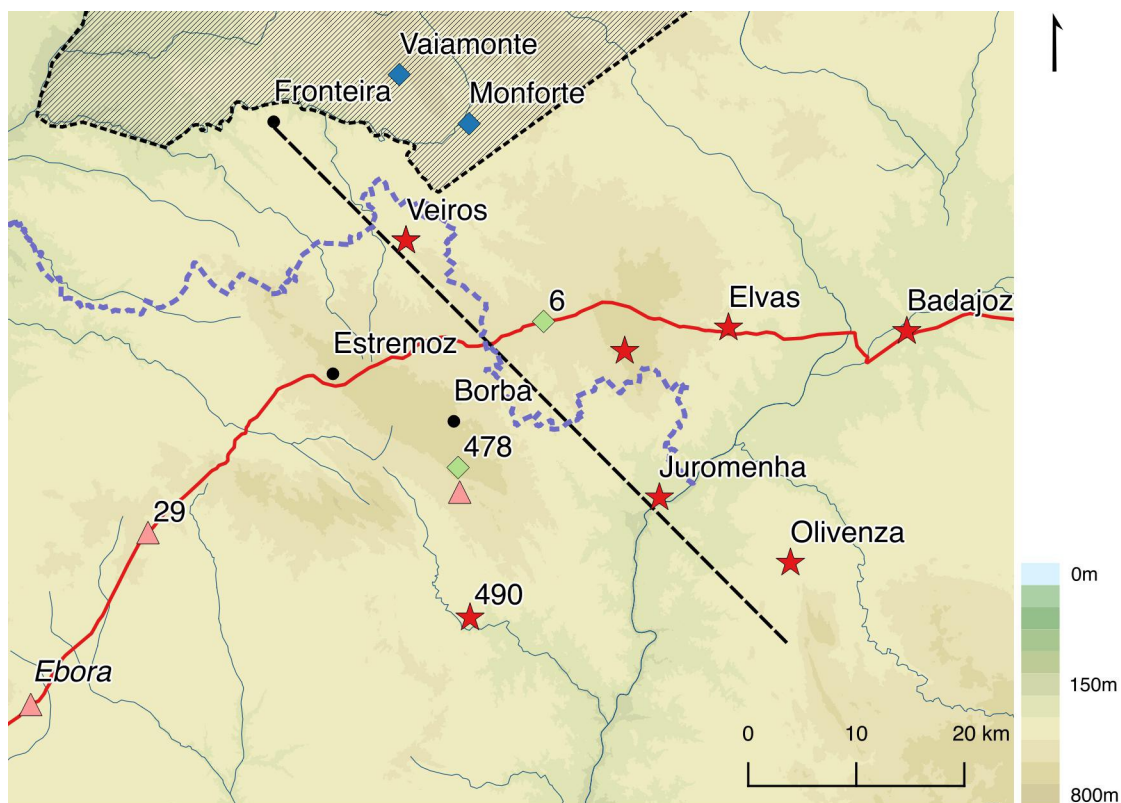 Vaiamonte
Fronteira
Monforte
Veiros
6
Elvas
Badajoz
Estremoz
Borba
478
Juromenha
29
Olivenza
490
Ebora
0m
150m
800m
0 10 20 km